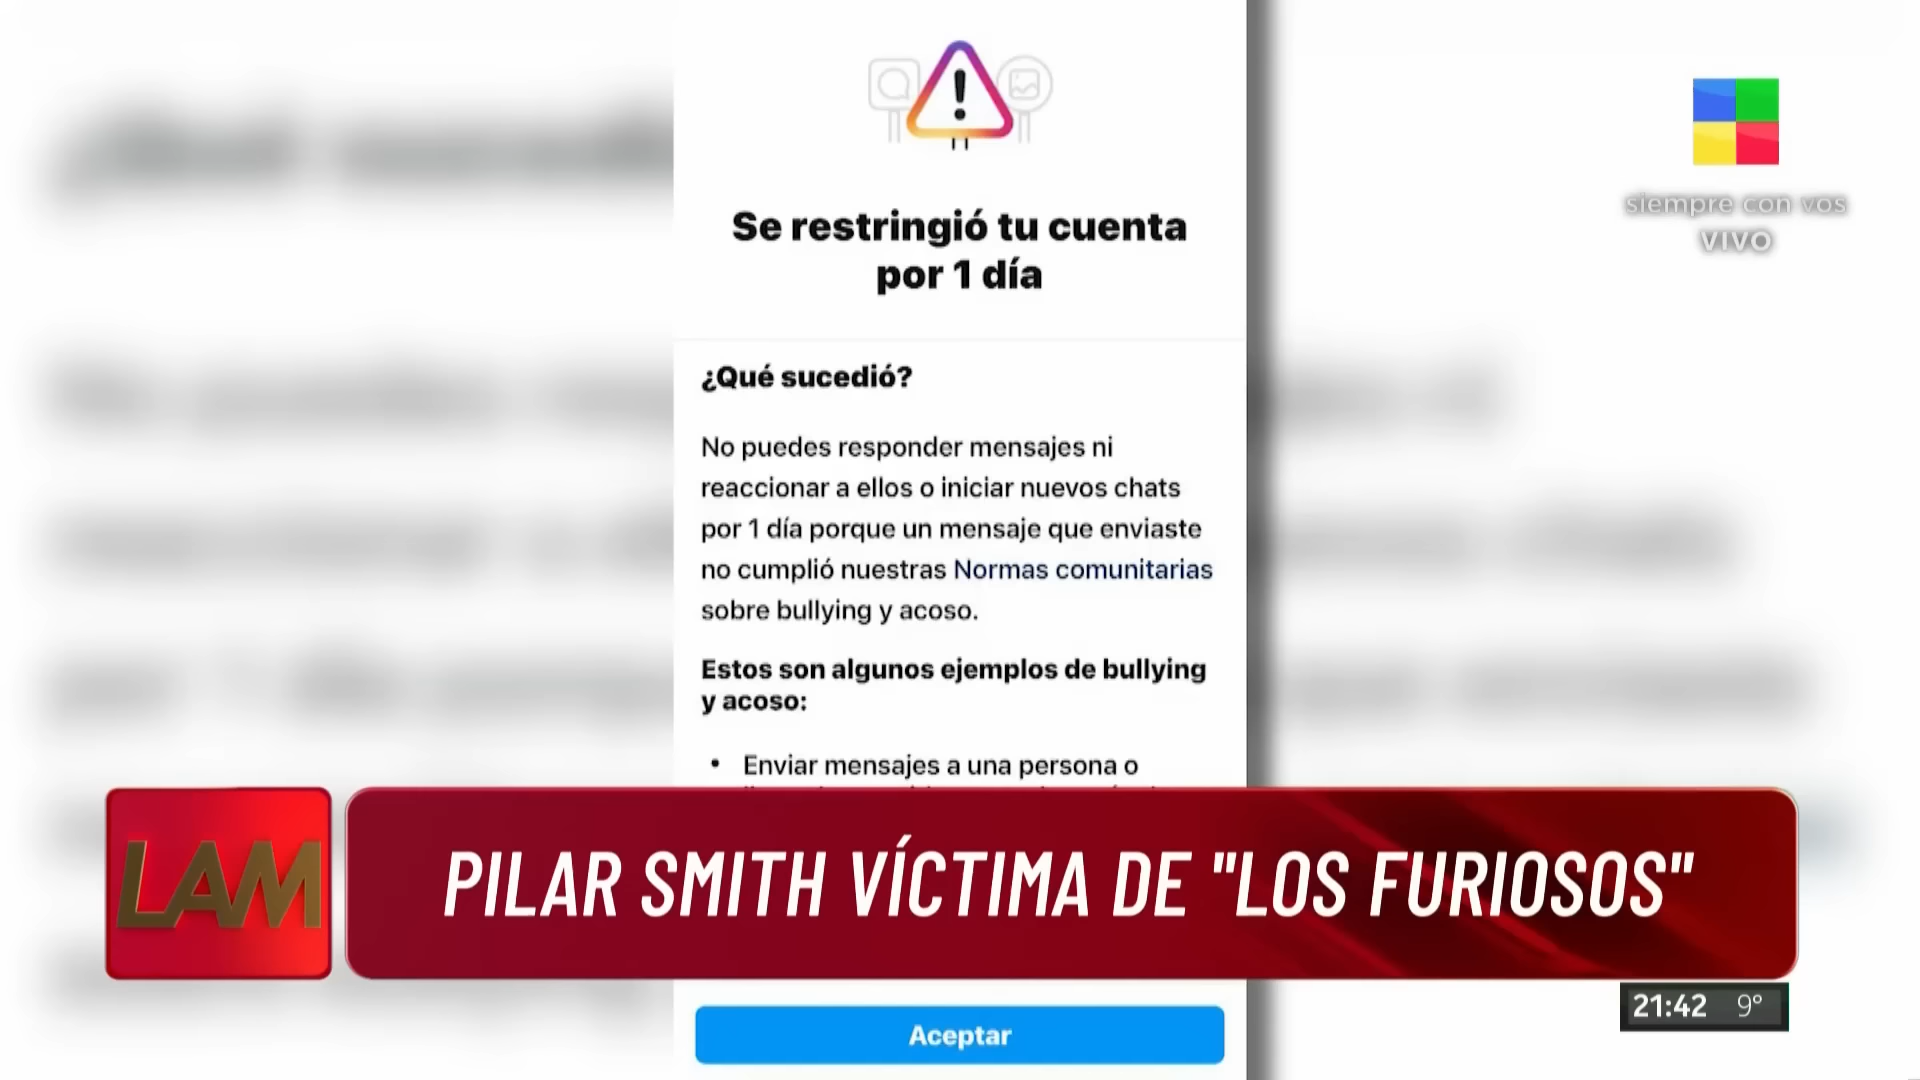 Se restringió tu cuenta
por 1 día
siempre con vos
VIVO
¿Qué sucedió?
No puedes responder mensajes ni
reaccionar a ellos o iniciar nuevos chats
por 1 día porque un mensaje que enviaste
no cumplió nuestras Normas comunitarias
sobre bullying y acoso.
Estos son algunos ejemplos de bullying
y acoso:
• Enviar mensajes a una persona o
LAM
PILAR SMITH VÍCTIMA DE "LOS FURIOSOS"
21:42 9°
Aceptar